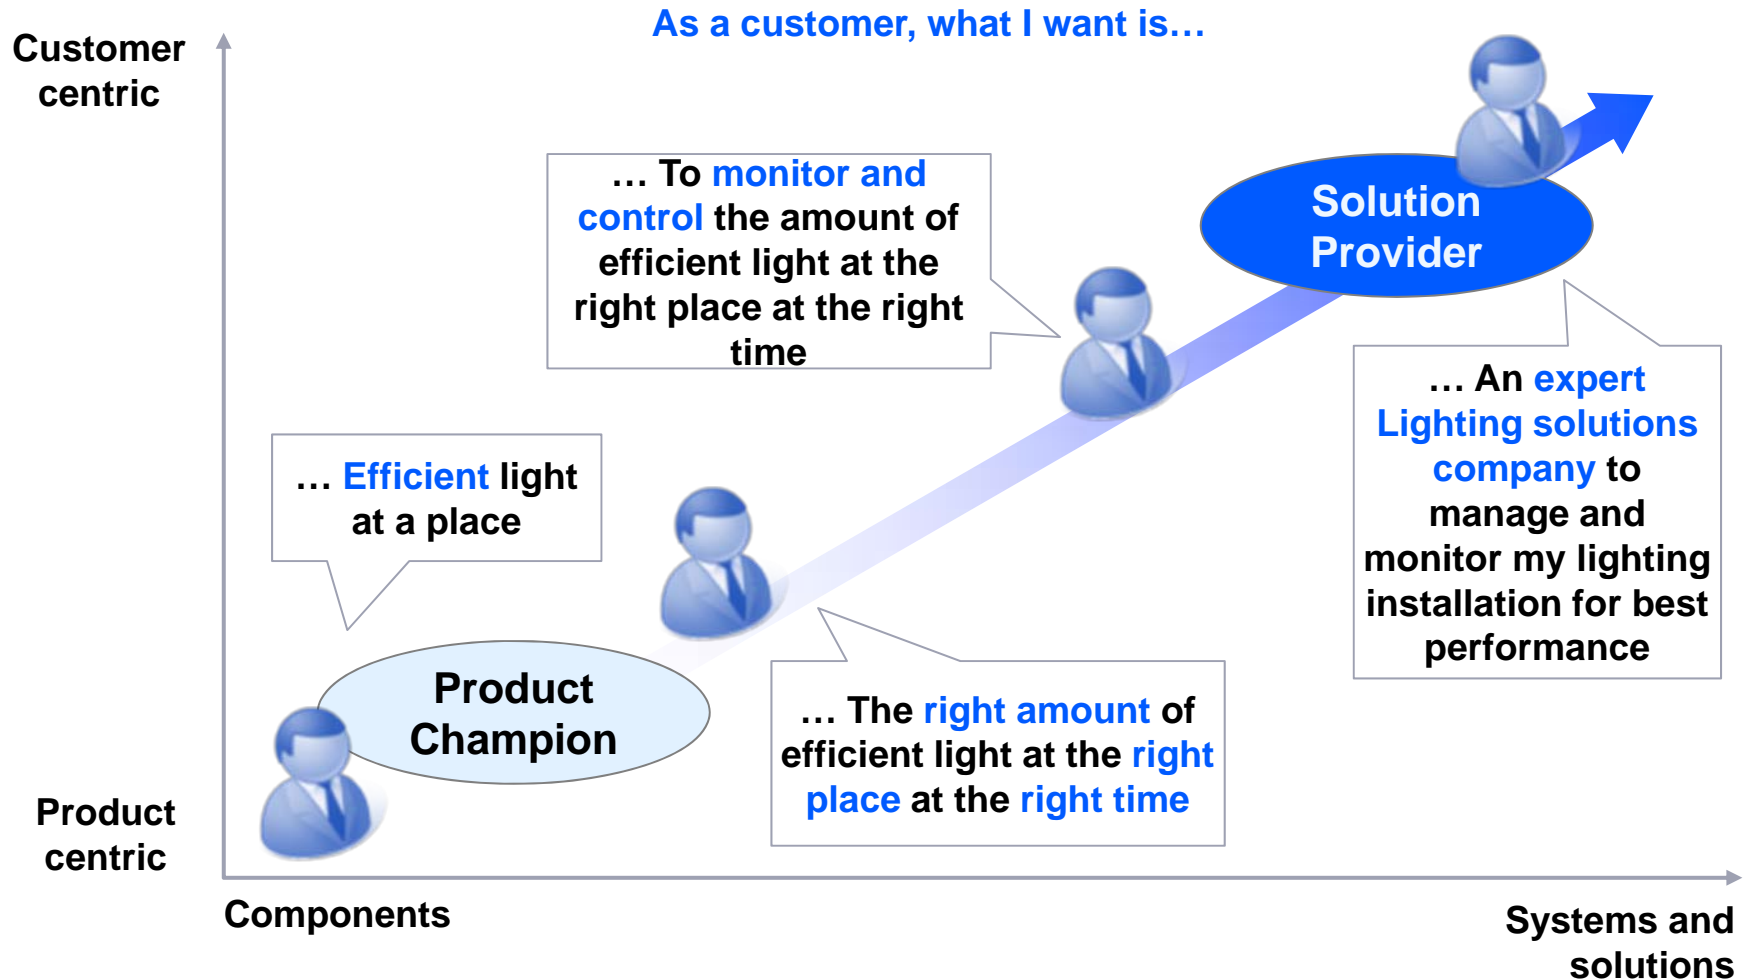 As a customer, what I want is…
Customer
centric
… To monitor and
control the amount of
efficient light at the
right place at the right
time
Solution
Provider
… An expert
Lighting solutions
company to
manage and
monitor my lighting
installation for best
performance
… Efficient light
at a place
Product
Champion
… The right amount of
efficient light at the right
place at the right time
Product
centric
Components
Systems and
solutions